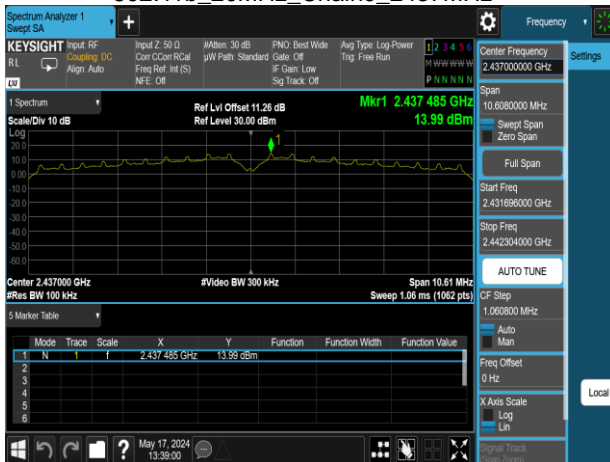 Spectrum Analyzer 1
Swept SA
Frequency
Settings
KEYSIGHT
RL
LXI
Input: RF
Coupling: DC
Align: Auto
Input Z: 50 Ω
Corr CCorr RCal
Freq Ref: Int (S)
NFE: Off
#Atten: 30 dB
µW Path: Standard
PNO: Best Wide
Gate: Off
IF Gain: Low
Sig Track: Off
Avg Type: Log-Power
Trig: Free Run
1 2 3 4 5 6
M W W W W W
P N N N N N
1 Spectrum
Scale/Div 10 dB
Ref Lvl Offset 11.26 dB
Ref Level 30.00 dBm
Mkr1 2.437 485 GHz
13.99 dBm
Log
20.0
10.0
0.00
-10.0
-20.0
-30.0
-40.0
-50.0
-60.0
1
Center 2.437000 GHz
#Res BW 100 kHz
#Video BW 300 kHz
Span 10.61 MHz
Sweep 1.06 ms (1062 pts)
5 Marker Table
Mode Trace Scale X Y Function Function Width Function Value
1 N 1 f 2.437 485 GHz 13.99 dBm
2
3
4
5
6
May 17, 2024
13:39:00
Center Frequency
2.437000000 GHz
Span
10.6080000 MHz
Swept Span
Zero Span
Full Span
Start Freq
2.431696000 GHz
Stop Freq
2.442304000 GHz
AUTO TUNE
CF Step
1.060800 MHz
Auto
Man
Freq Offset
0 Hz
X Axis Scale
Log
Lin
Signal Track
(Span Zoom)
Local